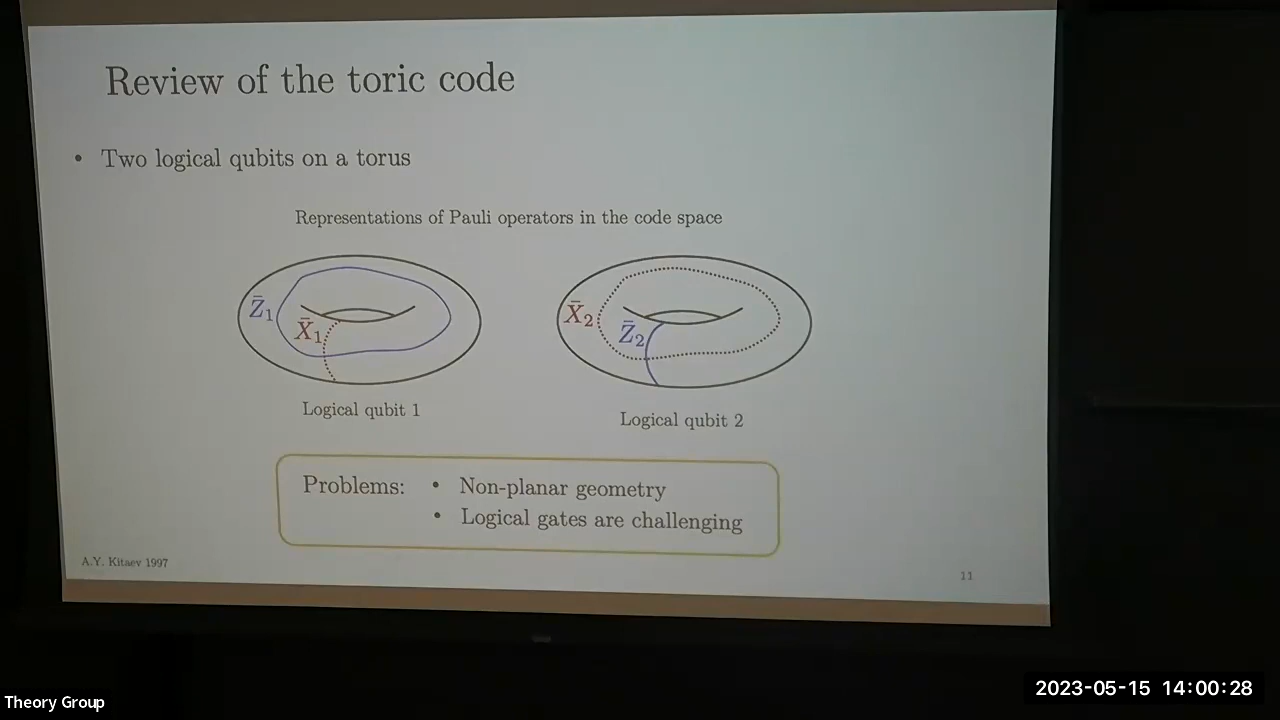 Review of the toric code
• Two logical qubits on a torus
Representations of Pauli operators in the code space
Z̄₁
X̄₁
X̄₂
Z̄₂
Logical qubit 1
Logical qubit 2
Problems: • Non-planar geometry
• Logical gates are challenging
A.Y. Kitaev 1997
11
Theory Group
2023-05-15 14:00:28